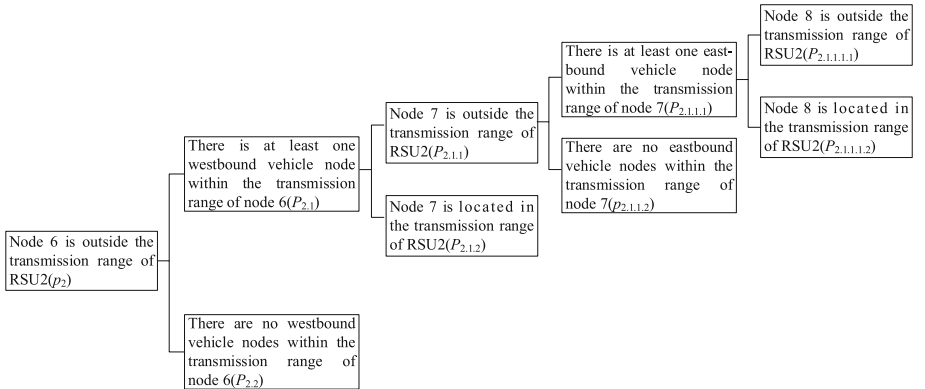 Node 6 is outside the
transmission range of
RSU2(p2)
There is at least one
westbound vehicle node
within the transmission
range of node 6(P2.1)
There are no westbound
vehicle nodes within the
transmission range of
node 6(P2.2)
Node 7 is outside the
transmission range of
RSU2(P2.1.1)
Node 7 is located in
the transmission range
of RSU2(P2.1.2)
There is at least one east-
bound vehicle node
within the transmission
range of node 7(P2.1.1.1)
There are no eastbound
vehicle nodes within the
transmission range of
node 7(p2.1.1.2)
Node 8 is outside the
transmission range of
RSU2(P2.1.1.1.1)
Node 8 is located in
the transmission range
of RSU2(P2.1.1.1.2)